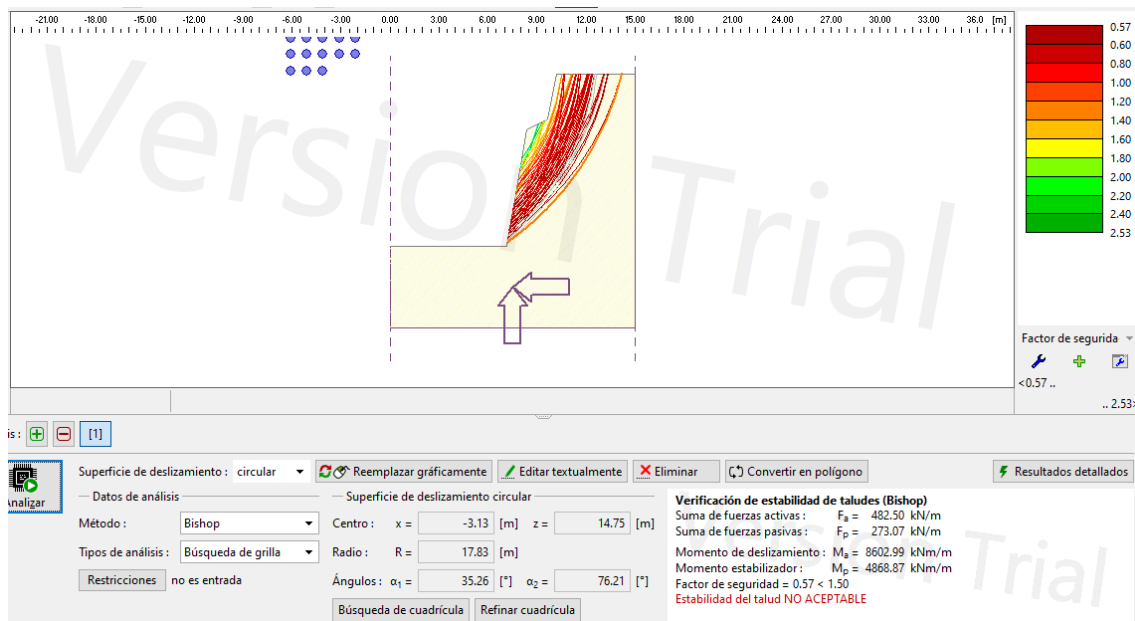 -21.00 -18.00 -15.00 -12.00 -9.00 -6.00 -3.00 0.00 3.00 6.00 9.00 12.00 15.00 18.00 21.00 24.00 27.00 30.00 33.00 36.0 [m]
0.57
0.60
0.80
1.00
1.20
1.40
1.60
1.80
2.00
2.20
2.40
2.53
Version Trial
Factor de segurida
<0.57 ..
.. 2.53>
is : [1]
Analizar
Superficie de deslizamiento : circular Reemplazar gráficamente Editar textualmente Eliminar Convertir en polígono Resultados detallados
Datos de análisis
Método : Bishop
Tipos de análisis : Búsqueda de grilla
Restricciones no es entrada
Superficie de deslizamiento circular
Centro : x = -3.13 [m] z = 14.75 [m]
Radio : R = 17.83 [m]
Ángulos : α1 = 35.26 [°] α2 = 76.21 [°]
Búsqueda de cuadrícula Refinar cuadrícula
Verificación de estabilidad de taludes (Bishop)
Suma de fuerzas activas : Fa = 482.50 kN/m
Suma de fuerzas pasivas : Fp = 273.07 kN/m
Momento de deslizamiento : Ma = 8602.99 kNm/m
Momento estabilizador : Mp = 4868.87 kNm/m
Factor de seguridad = 0.57 < 1.50
Estabilidad del talud NO ACEPTABLE
Version Trial